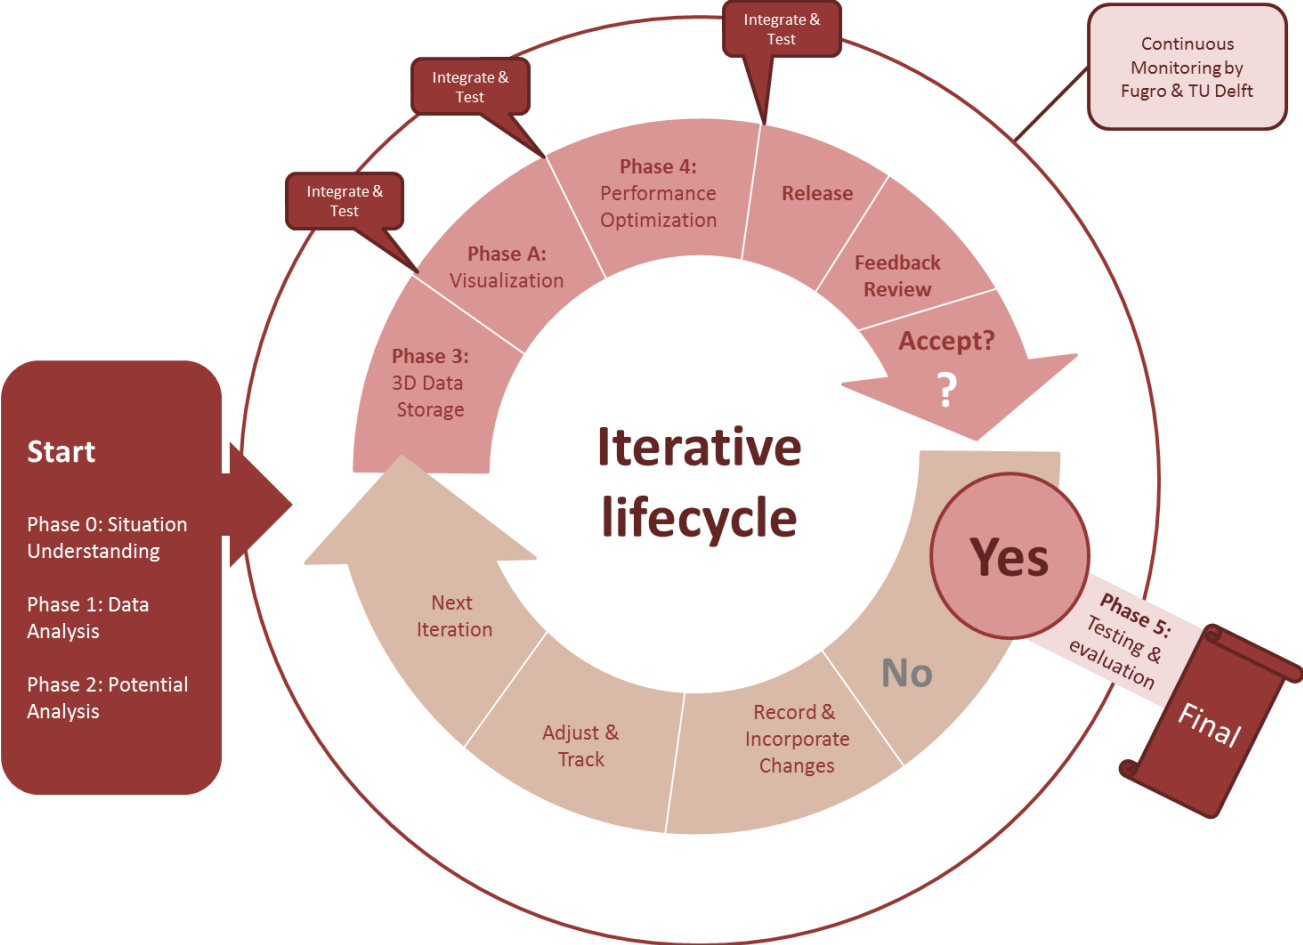 Integrate &
Test
Integrate &
Test
Integrate &
Test
Continuous
Monitoring by
Fugro & TU Delft
Start
Phase 0: Situation
Understanding
Phase 1: Data
Analysis
Phase 2: Potential
Analysis
Phase 3:
3D Data
Storage
Phase A:
Visualization
Phase 4:
Performance
Optimization
Release
Feedback
Review
Accept?
?
Iterative
lifecycle
Yes
Phase 5:
Testing &
evaluation
Final
No
Record &
Incorporate
Changes
Adjust &
Track
Next
Iteration